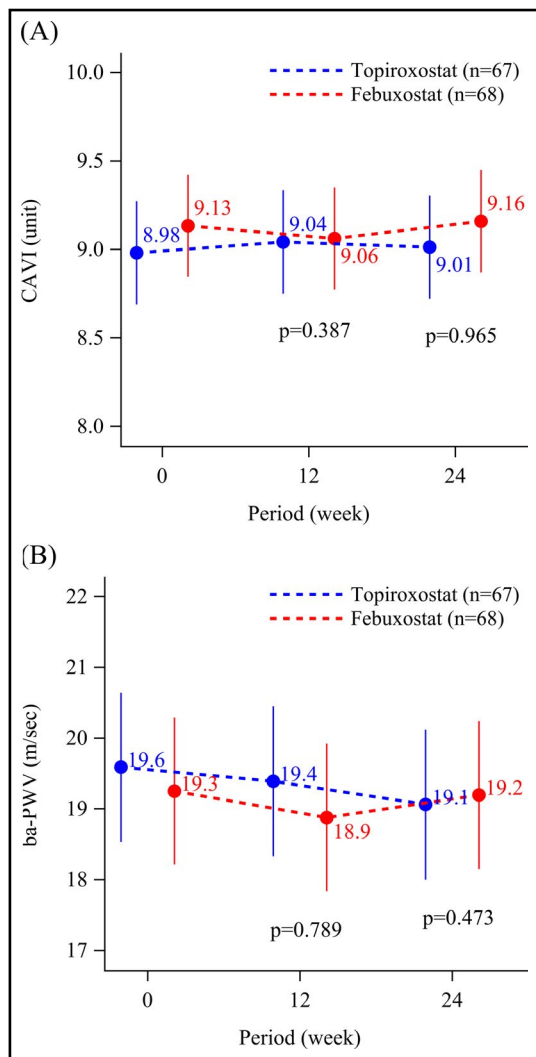 (A)
Topiroxostat (n=67)
Febuxostat (n=68)
10.0
9.5
9.0
8.5
8.0
CAVI (unit)
8.98
9.13
9.04
9.06
9.01
9.16
p=0.387
p=0.965
0
12
24
Period (week)
(B)
Topiroxostat (n=67)
Febuxostat (n=68)
22
21
20
19
18
17
ba-PWV (m/sec)
19.6
19.3
19.4
18.9
19.1
19.2
p=0.789
p=0.473
0
12
24
Period (week)